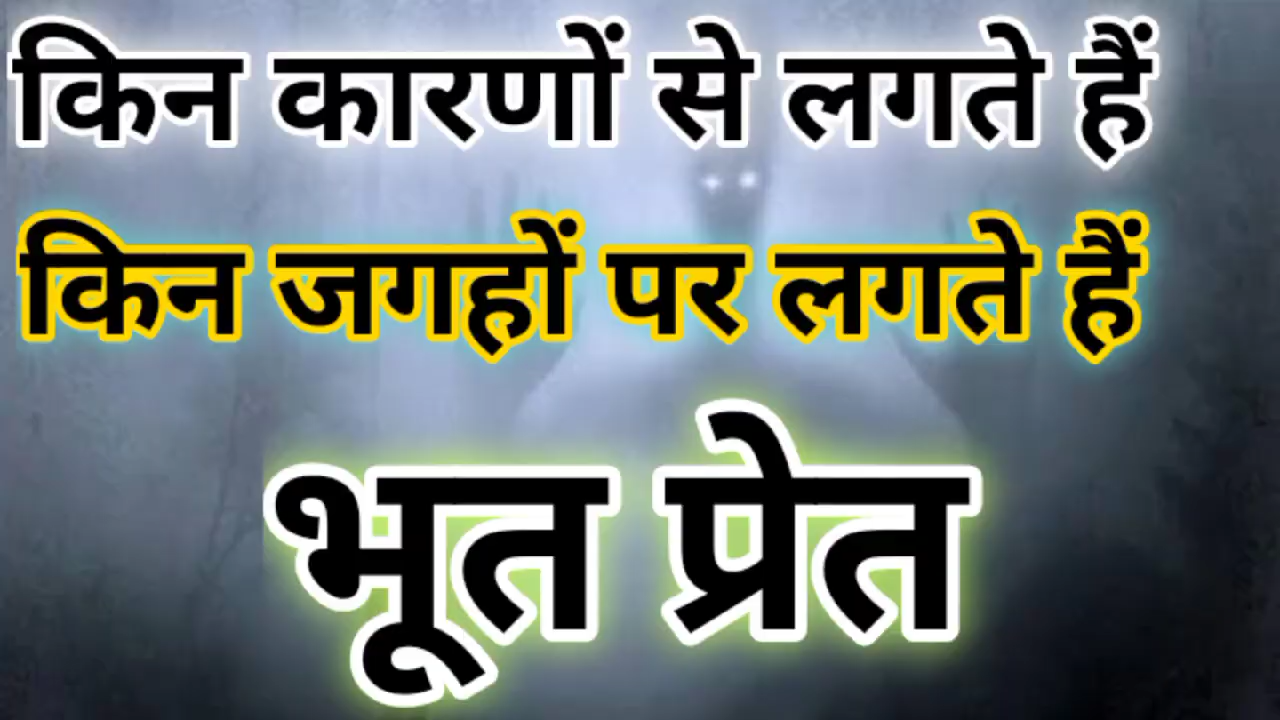 किन कारणों से लगते हैं
किन जगहों पर लगते हैं
भूत प्रेत